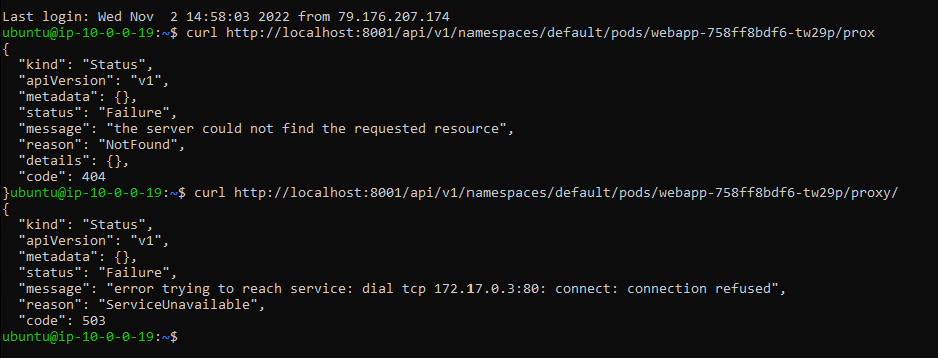 Last login: Wed Nov  2 14:58:03 2022 from 79.176.207.174
ubuntu@ip-10-0-0-19:~$ curl http://localhost:8001/api/v1/namespaces/default/pods/webapp-758ff8bdf6-tw29p/prox
{
  "kind": "Status",
  "apiVersion": "v1",
  "metadata": {},
  "status": "Failure",
  "message": "the server could not find the requested resource",
  "reason": "NotFound",
  "details": {},
  "code": 404
}ubuntu@ip-10-0-0-19:~$ curl http://localhost:8001/api/v1/namespaces/default/pods/webapp-758ff8bdf6-tw29p/proxy/
{
  "kind": "Status",
  "apiVersion": "v1",
  "metadata": {},
  "status": "Failure",
  "message": "error trying to reach service: dial tcp 172.17.0.3:80: connect: connection refused",
  "reason": "ServiceUnavailable",
  "code": 503
ubuntu@ip-10-0-0-19:~$